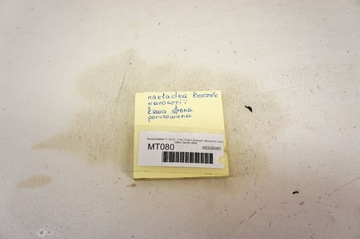 nakładka Boczek
karoserii
Lewa strona
porysowana
MT080